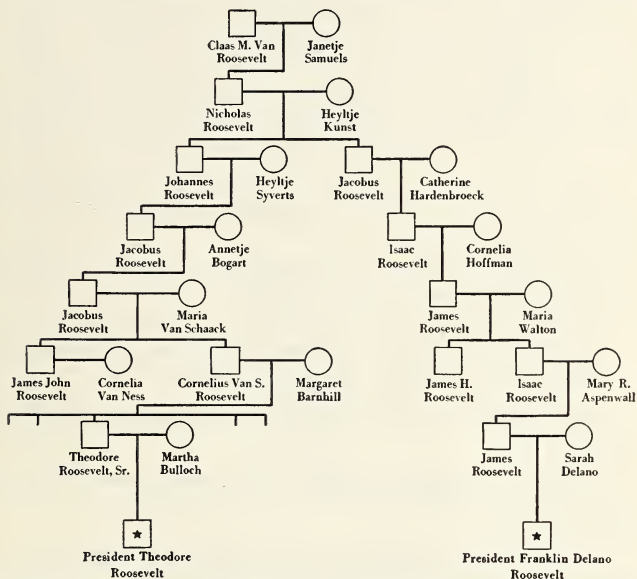 Claas M. Van
Roosevelt
Janetje
Samuels
Nicholas
Roosevelt
Heyltje
Kunst
Johannes
Roosevelt
Heyltje
Syverts
Jacobus
Roosevelt
Catherine
Hardenbroeck
Jacobus
Roosevelt
Annetje
Bogart
Isaac
Roosevelt
Cornelia
Hoffman
Jacobus
Roosevelt
Maria
Van Schaack
James
Roosevelt
Maria
Walton
James John
Roosevelt
Cornelia
Van Ness
Cornelius Van S.
Roosevelt
Margaret
Barnhill
James H.
Roosevelt
Isaac
Roosevelt
Mary R.
Aspenwall
Theodore
Roosevelt, Sr.
Martha
Bulloch
James
Roosevelt
Sarah
Delano
President Theodore
Roosevelt
President Franklin Delano
Roosevelt